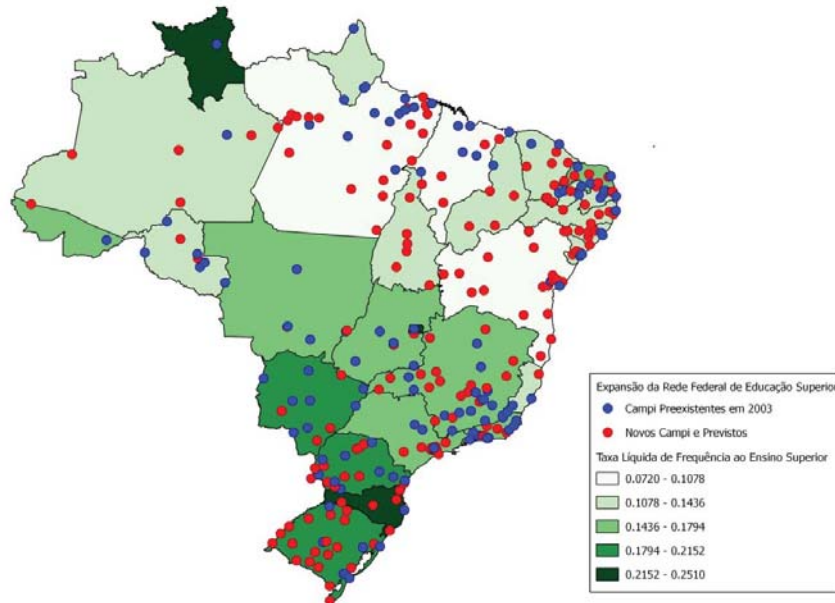 Expansão da Rede Federal de Educação Superior
Campi Preexistentes em 2003
Novos Campi e Previstos
Taxa Líquida de Frequência ao Ensino Superior
0.0720 - 0.1078
0.1078 - 0.1436
0.1436 - 0.1794
0.1794 - 0.2152
0.2152 - 0.2510